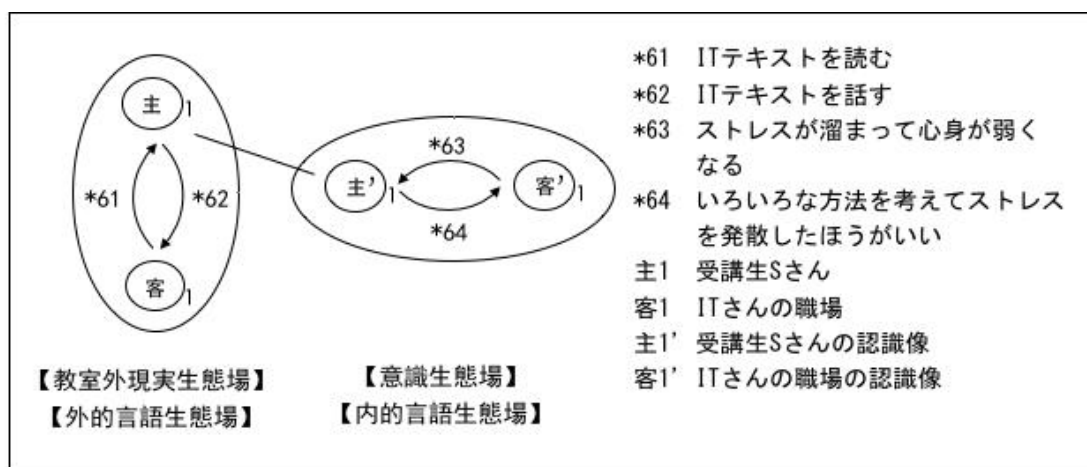 主1
*61
*62
客1
*63
主'1
客'1
*64
【教室外現実生態場】
【外的言語生態場】
【意識生態場】
【内的言語生態場】
*61 ITテキストを読む
*62 ITテキストを話す
*63 ストレスが溜まって心身が弱く
なる
*64 いろいろな方法を考えてストレス
を発散したほうがいい
主1 受講生Sさん
客1 ITさんの職場
主1' 受講生Sさんの認識像
客1' ITさんの職場の認識像